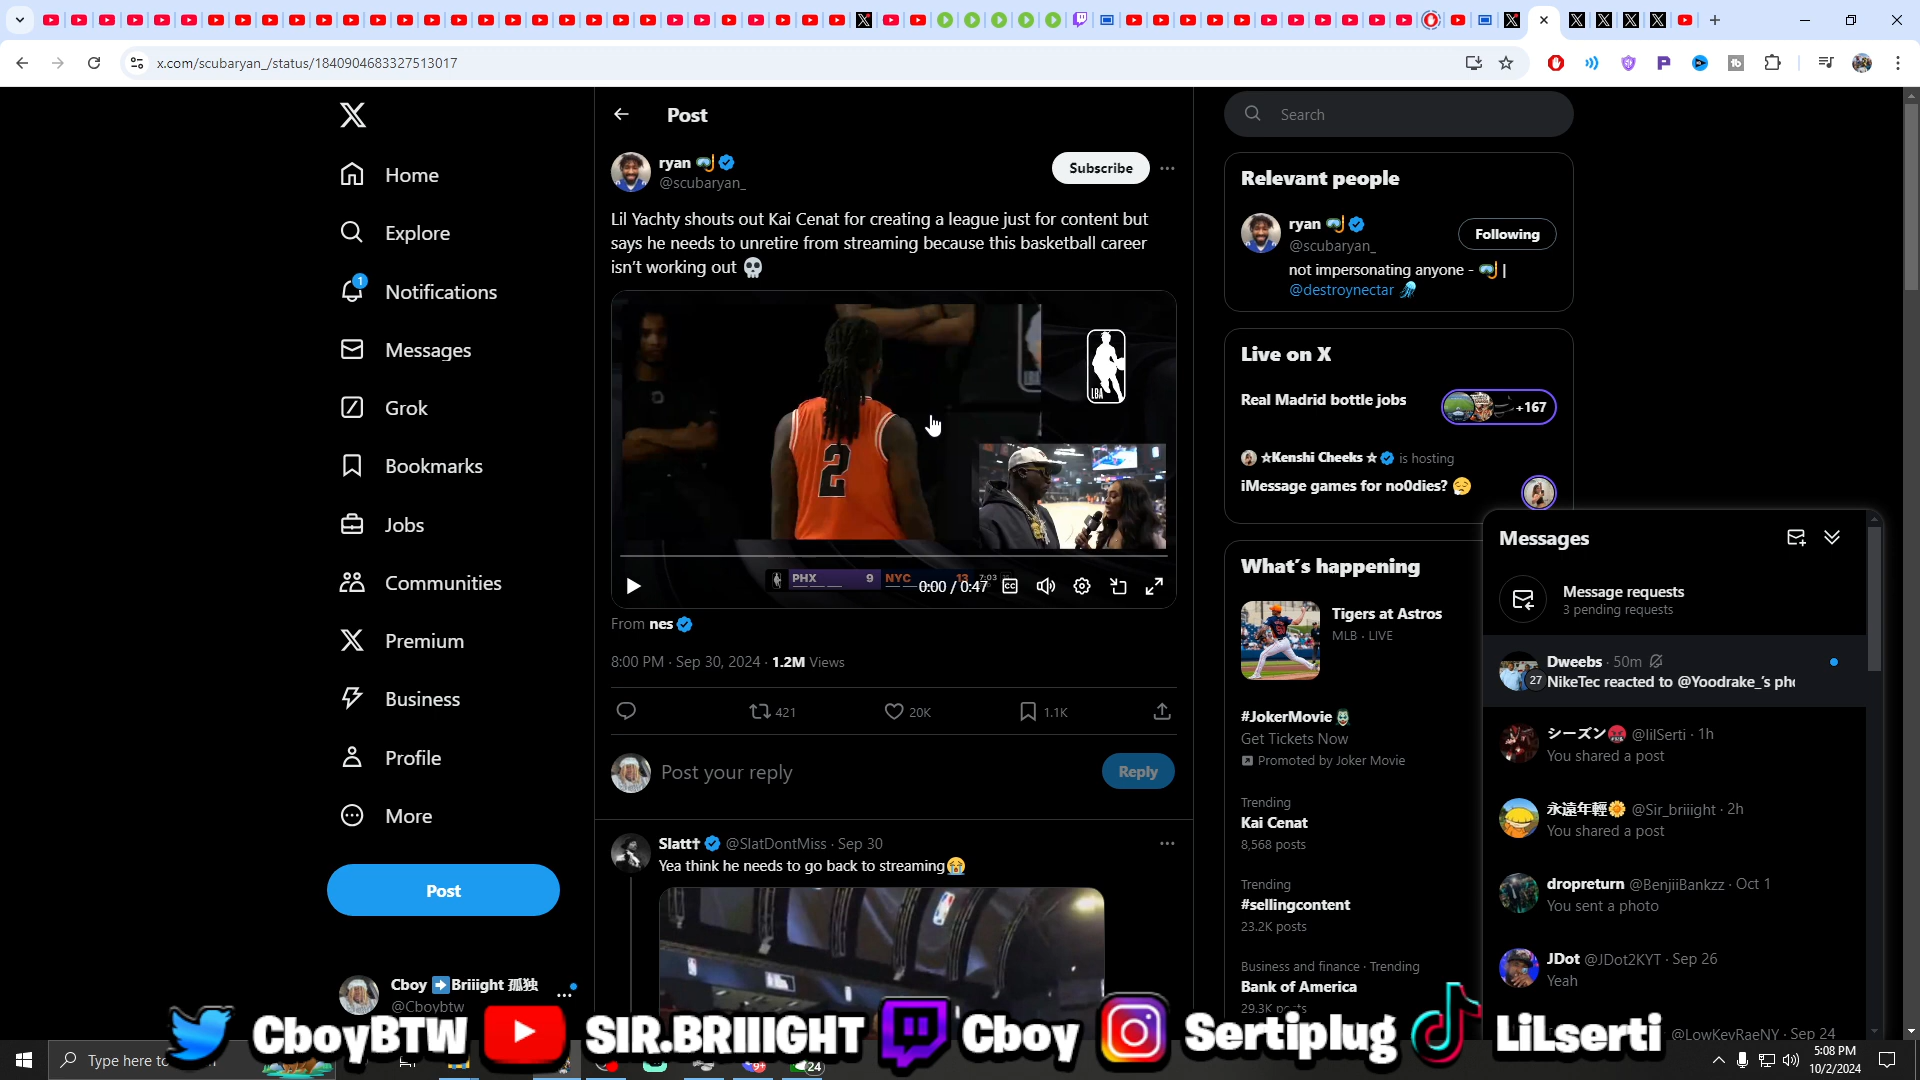 x.com/scubaryan_/status/1840904683327513017
Home
Explore
1
Notifications
Messages
Grok
Bookmarks
Jobs
Communities
Premium
Business
Profile
More
Post
Cboy ➡️Briiight 孤独
@Cboybtw
Post
ryan 🤿
@scubaryan_
Subscribe
Lil Yachty shouts out Kai Cenat for creating a league just for content but
says he needs to unretire from streaming because this basketball career
isn't working out 💀
2
LBA
PHX 9 NYC 13 7:03
0:00 / 0:47
CC
From nes
8:00 PM · Sep 30, 2024 · 1.2M Views
421
20K
1.1K
Post your reply
Reply
Slatt† @SlatDontMiss · Sep 30
Yea think he needs to go back to streaming😭
Search
Relevant people
ryan 🤿
@scubaryan_
Following
not impersonating anyone - 🤿 |
@destroynectar 🪼
Live on X
Real Madrid bottle jobs
+167
☆Kenshi Cheeks ☆ is hosting
iMessage games for no0dies? 😮‍💨
What's happening
Tigers at Astros
MLB · LIVE
#JokerMovie
Get Tickets Now
Promoted by Joker Movie
Trending
Kai Cenat
8,568 posts
Trending
#sellingcontent
23.2K posts
Business and finance · Trending
Bank of America
29.3K posts
Messages
Message requests
3 pending requests
Dweebs · 50m
27
NikeTec reacted to @Yoodrake_'s pho
シーズン @lilSerti · 1h
You shared a post
永遠年輕🌼 @Sir_briiight · 2h
You shared a post
dropreturn @BenjiiBankzz · Oct 1
You sent a photo
JDot @JDot2KYT · Sep 26
Yeah
@LowKeyRaeNY · Sep 24
CboyBTW SIR.BRIIIGHT Cboy Sertiplug LiLserti
Type here to
9+
24
5:08 PM
10/2/2024